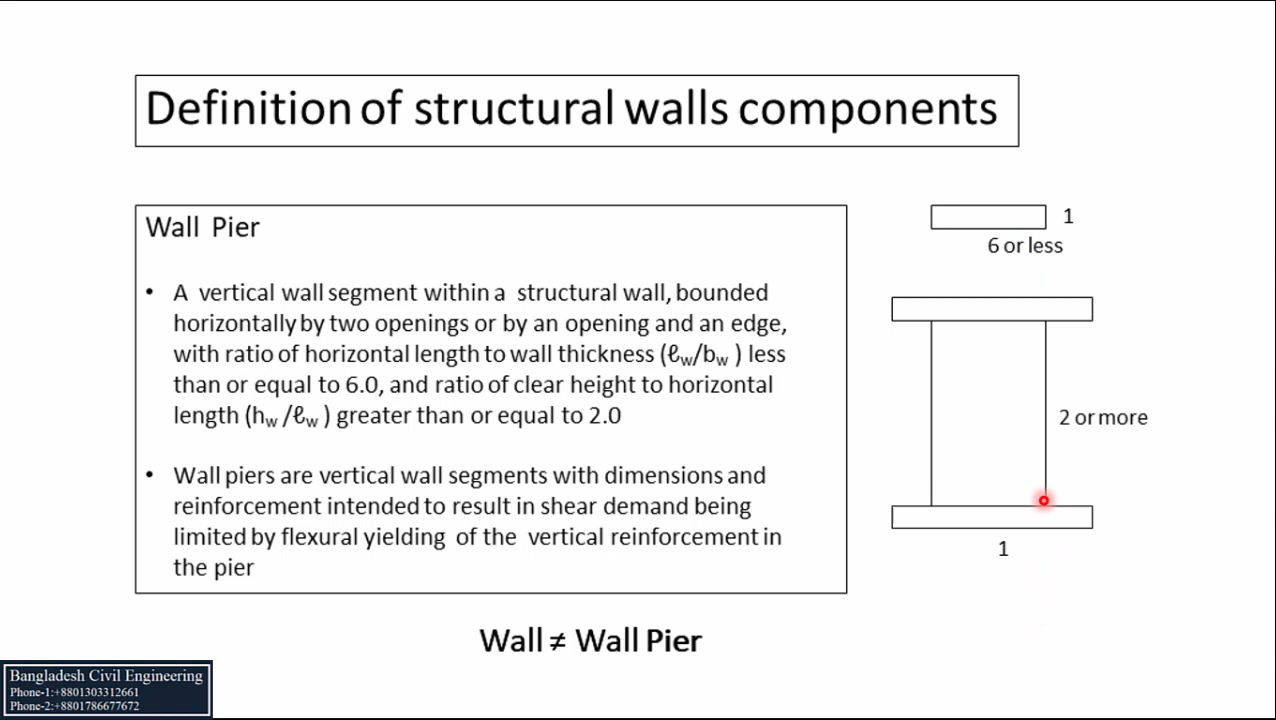 Definition of structural walls components
Wall Pier
• A vertical wall segment within a structural wall, bounded
horizontally by two openings or by an opening and an edge,
with ratio of horizontal length to wall thickness (ℓw/bw ) less
than or equal to 6.0, and ratio of clear height to horizontal
length (hw /ℓw ) greater than or equal to 2.0
• Wall piers are vertical wall segments with dimensions and
reinforcement intended to result in shear demand being
limited by flexural yielding of the vertical reinforcement in
the pier
1
6 or less
2 or more
1
Wall ≠ Wall Pier
Bangladesh Civil Engineering
Phone-1:+8801303312661
Phone-2:+8801786677672